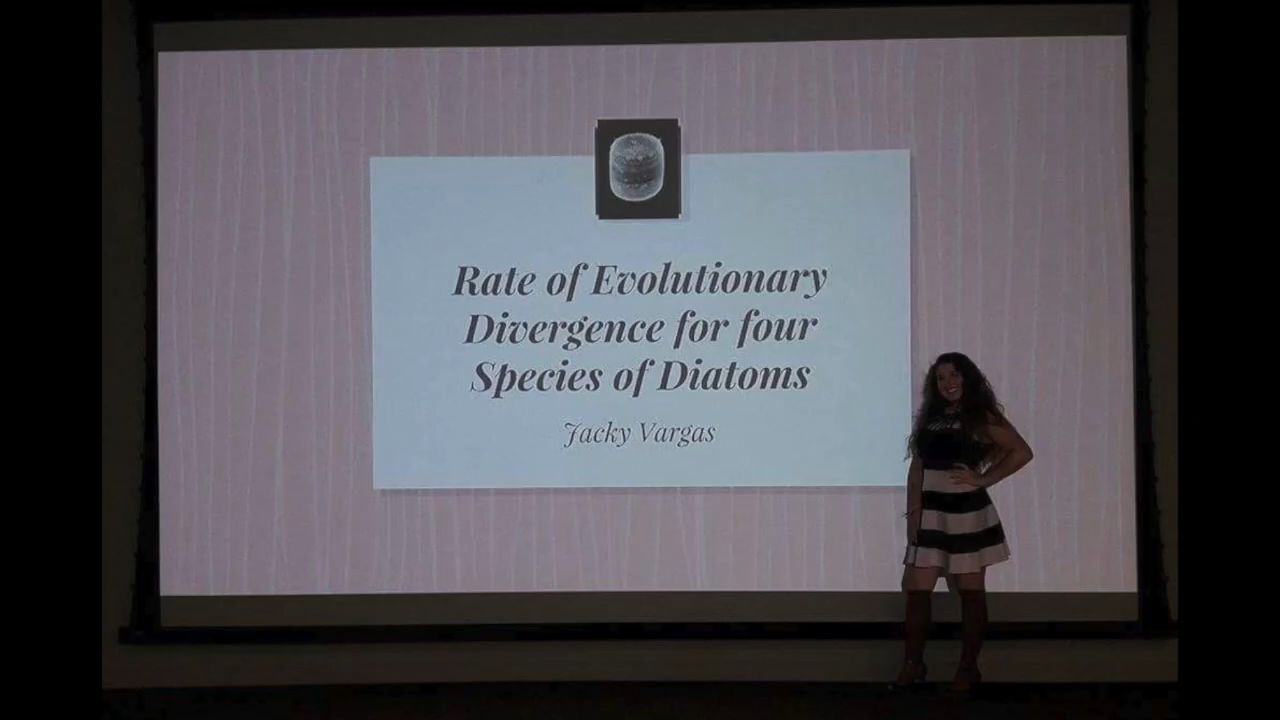 Rate of Evolutionary
Divergence for four
Species of Diatoms
Jacky Vargas